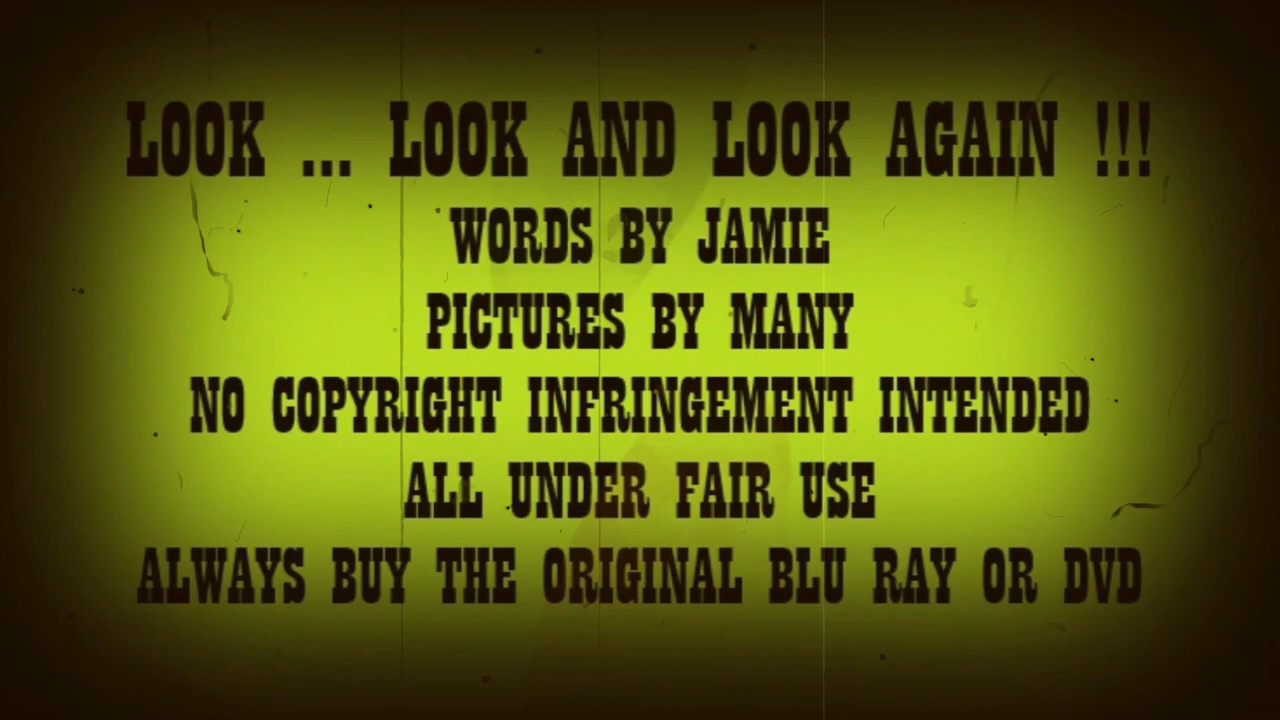 LOOK ... LOOK AND LOOK AGAIN !!!
WORDS BY JAMIE
PICTURES BY MANY
NO COPYRIGHT INFRINGEMENT INTENDED
ALL UNDER FAIR USE
ALWAYS BUY THE ORIGINAL BLU RAY OR DVD